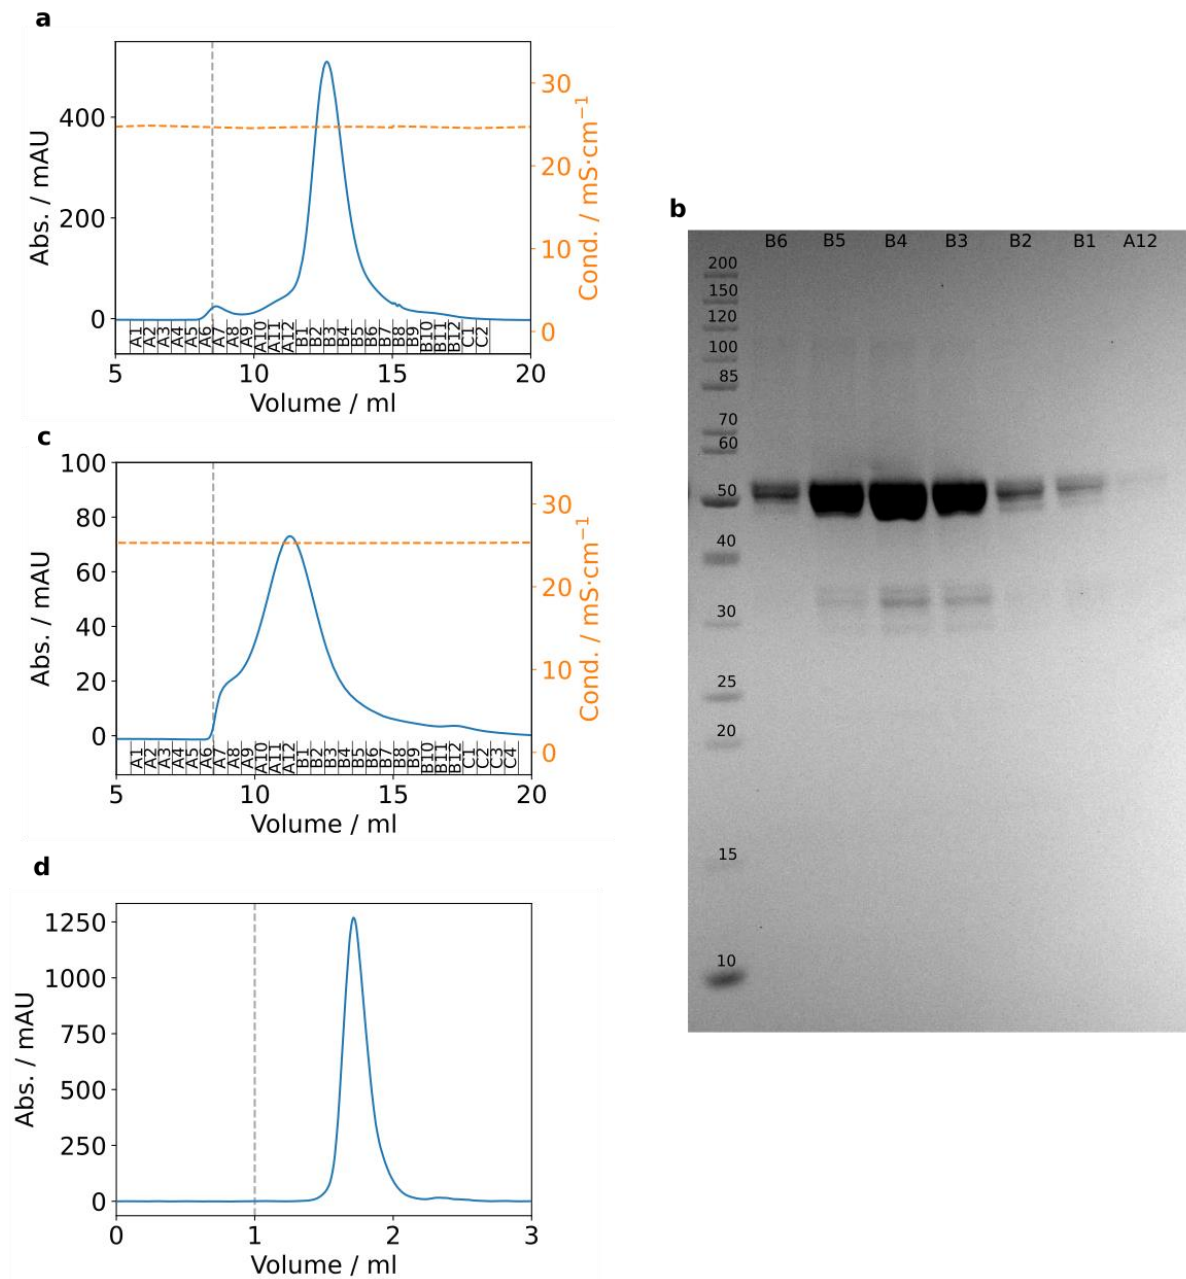 a
Abs. / mAU
400
200
0
30
20
10
0
Cond. / mS·cm⁻¹
A1 A2 A3 A4 A5 A6 A7 A8 A9 A10 A11 A12 B1 B2 B3 B4 B5 B6 B7 B8 B9 B10 B11 B12 C1 C2
5 10 15 20
Volume / ml
b
B6 B5 B4 B3 B2 B1 A12
200
150
120
100
85
70
60
50
40
30
25
20
15
10
c
Abs. / mAU
100
80
60
40
20
0
30
20
10
0
Cond. / mS·cm⁻¹
A1 A2 A3 A4 A5 A6 A7 A8 A9 A10 A11 A12 B1 B2 B3 B4 B5 B6 B7 B8 B9 B10 B11 B12 C1 C2 C3 C4
5 10 15 20
Volume / ml
d
Abs. / mAU
1250
1000
750
500
250
0
0 1 2 3
Volume / ml